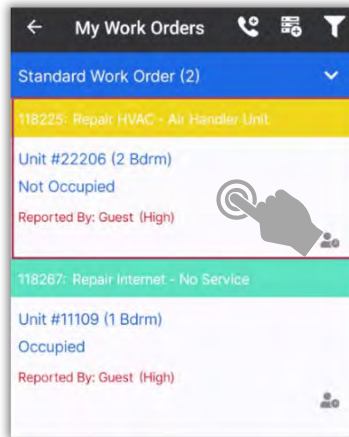 My Work Orders
Standard Work Order (2)
118225: Repair HVAC - Air Handler Unit
Unit #22206 (2 Bdrm)
Not Occupied
Reported By: Guest (High)
118267: Repair Internet - No Service
Unit #11109 (1 Bdrm)
Occupied
Reported By: Guest (High)